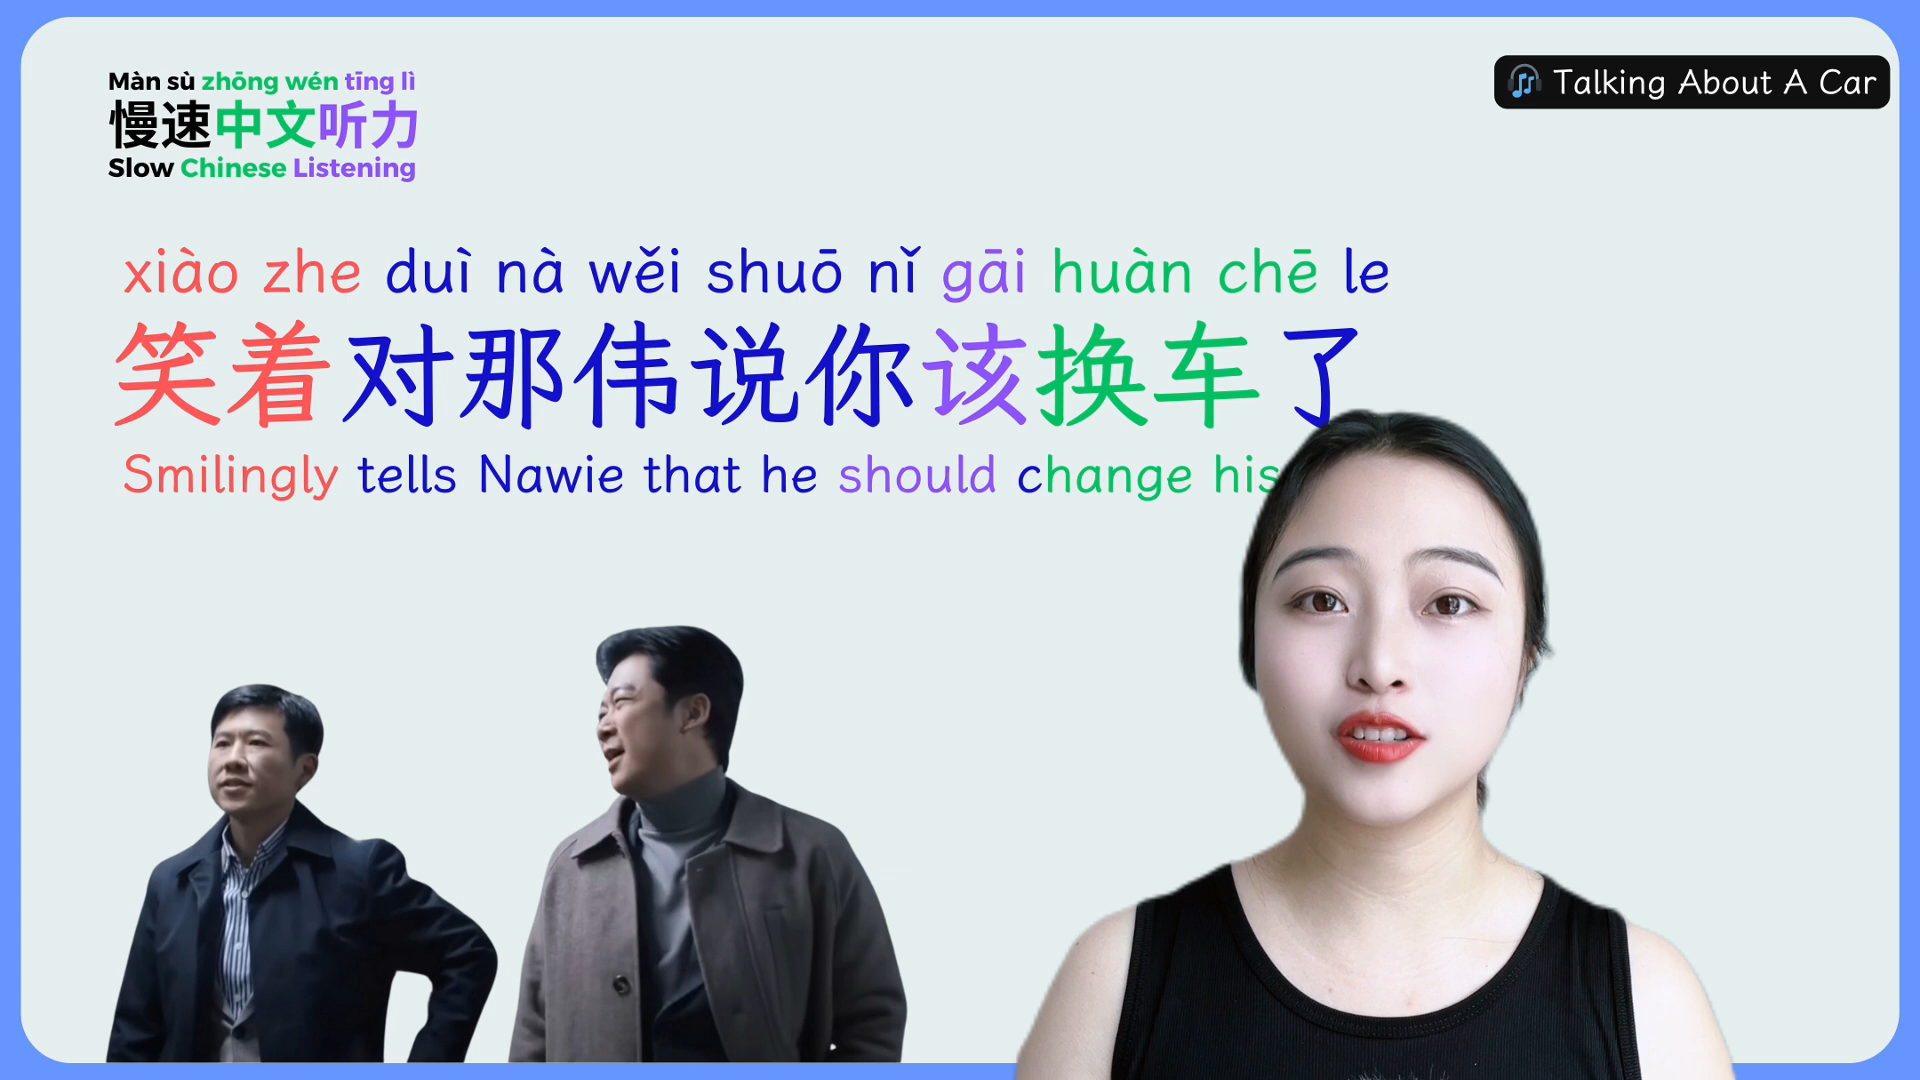 Màn sù zhōng wén tīng lì
慢速中文听力
Slow Chinese Listening
Talking About A Car
xiào zhe duì nà wěi shuō nǐ gāi huàn chē le
笑着对那伟说你该换车了
Smilingly tells Nawie that he should change his